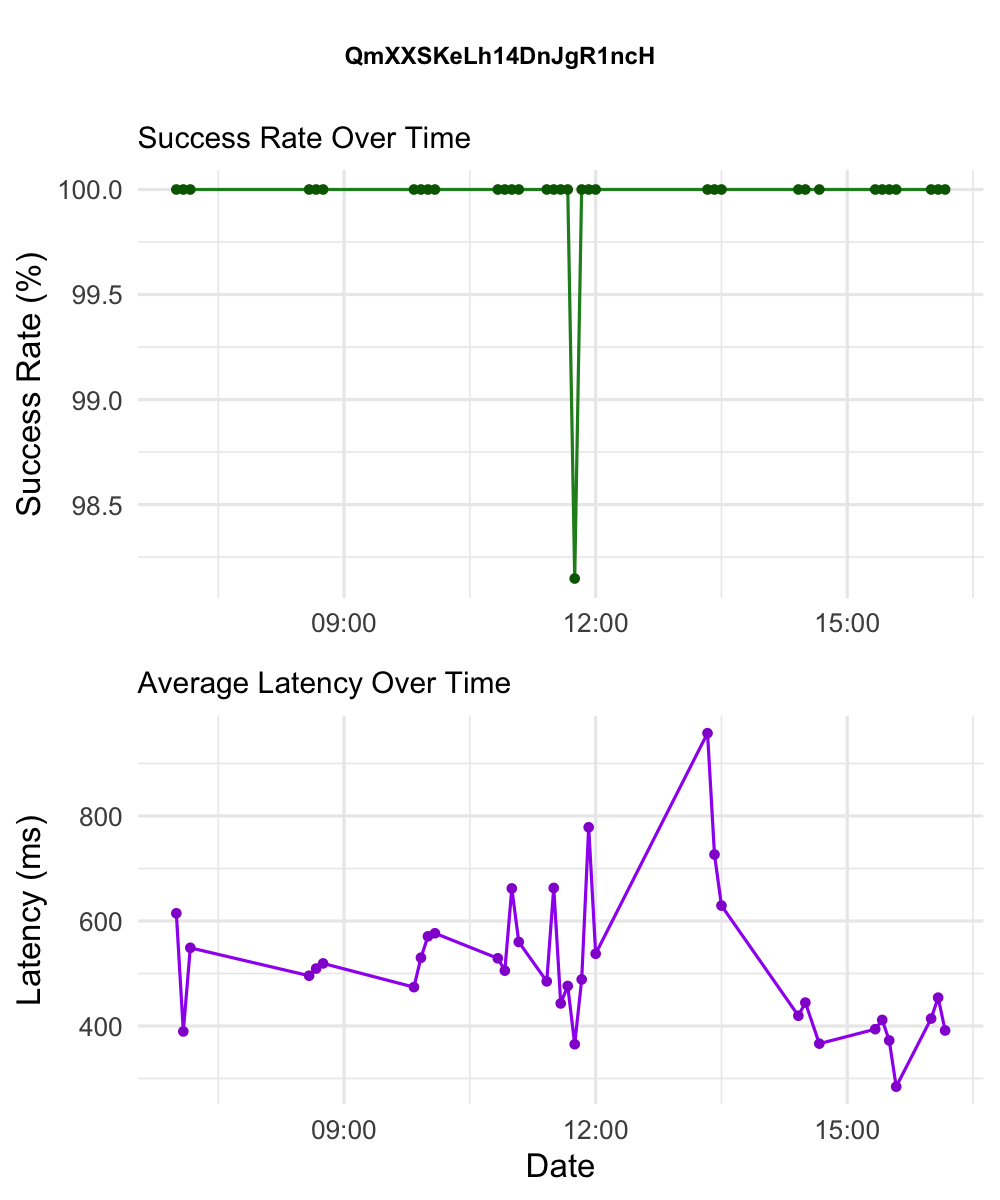 QmXXSKeLh14DnJgR1ncH
Success Rate Over Time
Success Rate (%)
100.0
99.5
99.0
98.5
09:00 12:00 15:00
Average Latency Over Time
Latency (ms)
800
600
400
09:00 12:00 15:00
Date